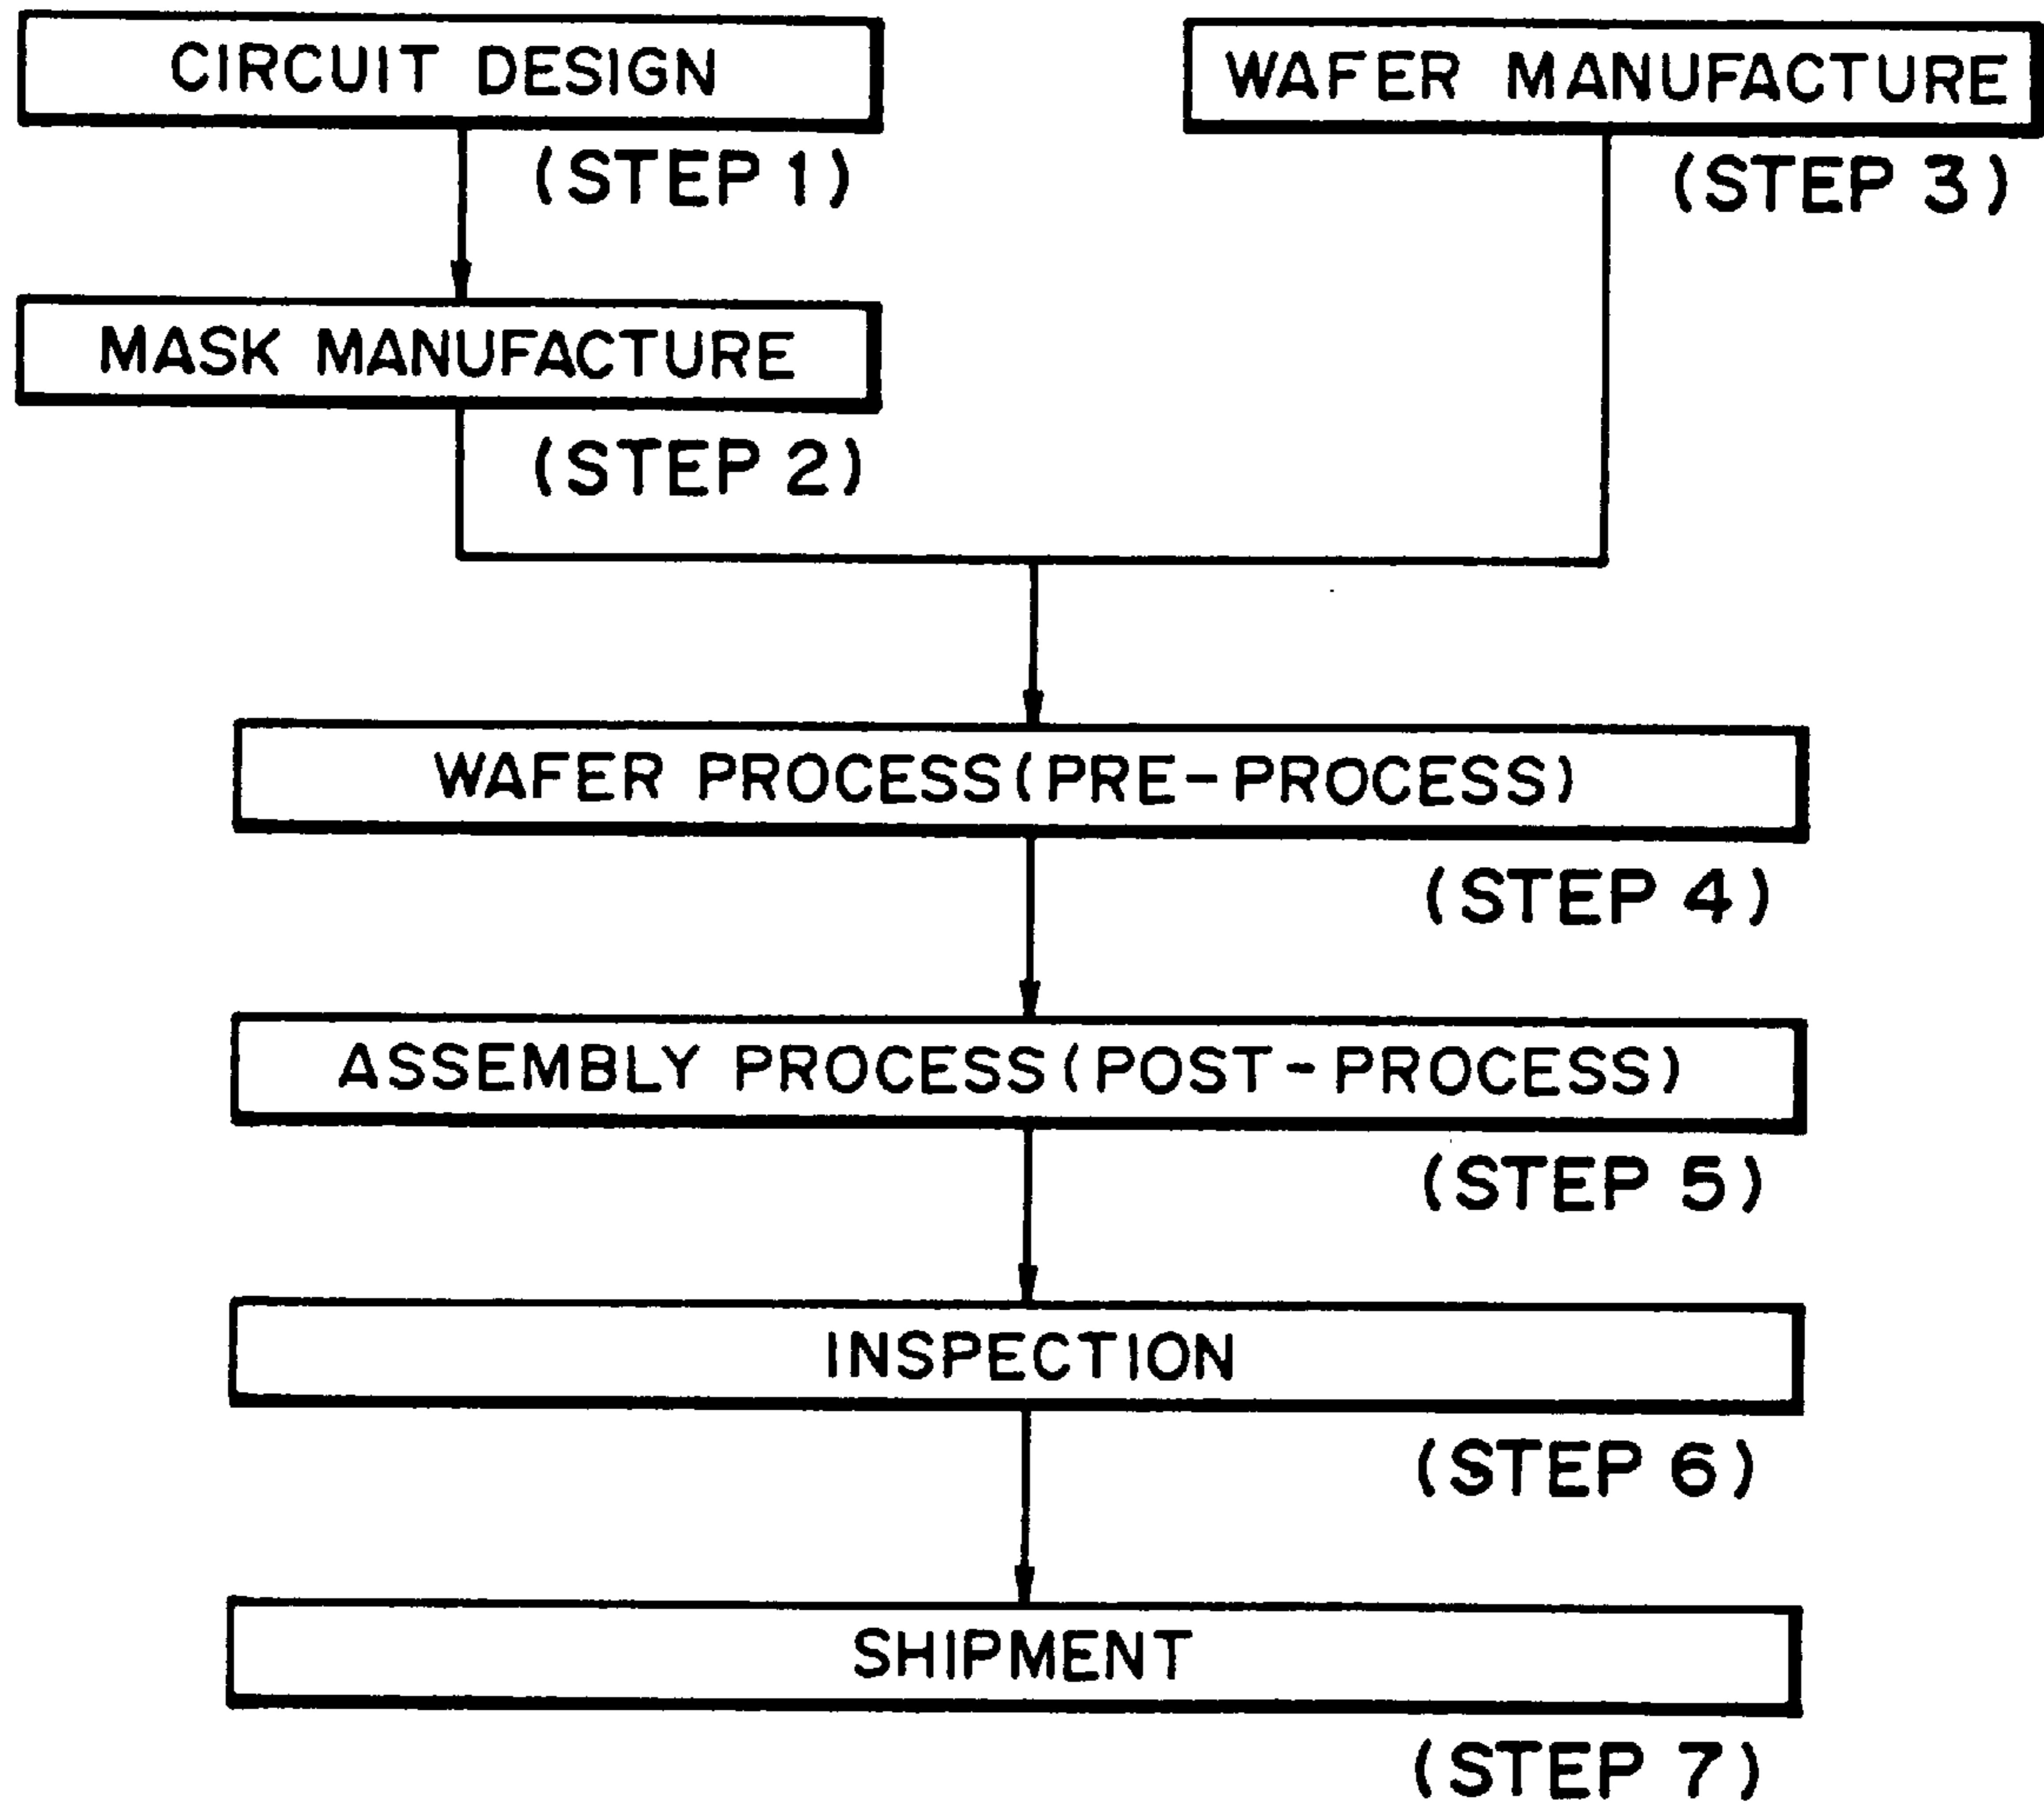 CIRCUIT DESIGN
(STEP 1)
WAFER MANUFACTURE
(STEP 3)
MASK MANUFACTURE
(STEP 2)
WAFER PROCESS(PRE-PROCESS)
(STEP 4)
ASSEMBLY PROCESS(POST-PROCESS)
(STEP 5)
INSPECTION
(STEP 6)
SHIPMENT
(STEP 7)